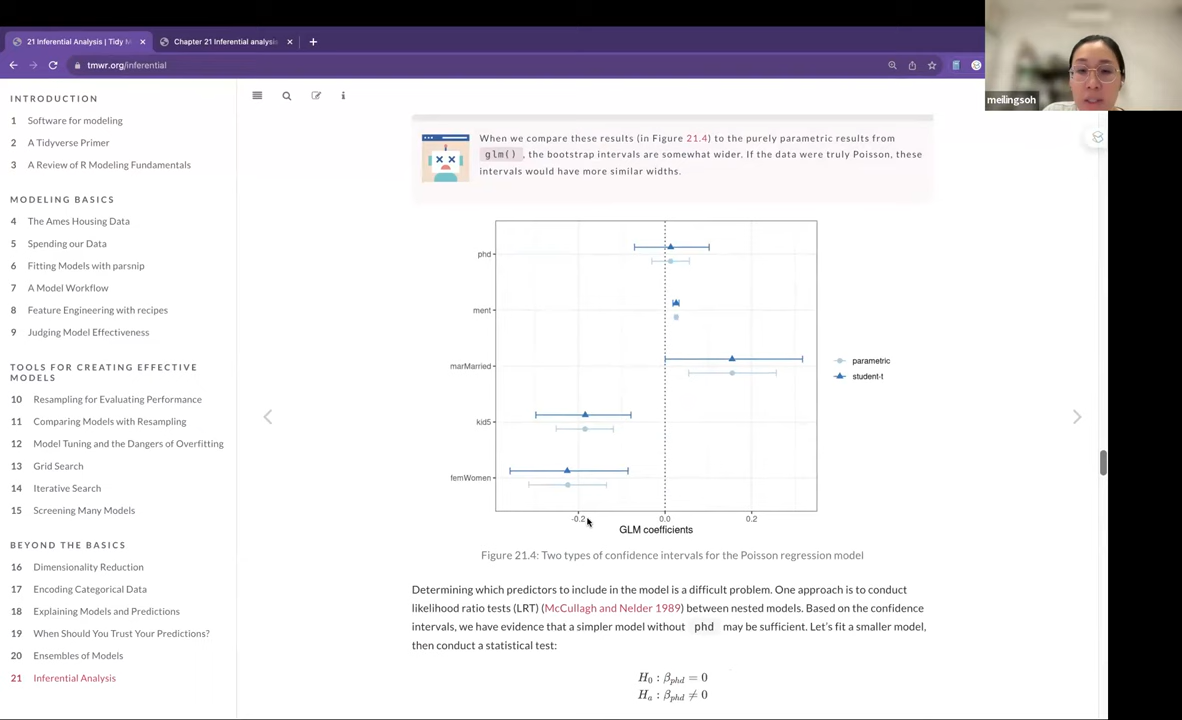 21 Inferential Analysis | Tidy M
Chapter 21 Inferential analysis
tmwr.org/inferential
meilingsoh
INTRODUCTION
1 Software for modeling
2 A Tidyverse Primer
3 A Review of R Modeling Fundamentals
MODELING BASICS
4 The Ames Housing Data
5 Spending our Data
6 Fitting Models with parsnip
7 A Model Workflow
8 Feature Engineering with recipes
9 Judging Model Effectiveness
TOOLS FOR CREATING EFFECTIVE
MODELS
10 Resampling for Evaluating Performance
11 Comparing Models with Resampling
12 Model Tuning and the Dangers of Overfitting
13 Grid Search
14 Iterative Search
15 Screening Many Models
BEYOND THE BASICS
16 Dimensionality Reduction
17 Encoding Categorical Data
18 Explaining Models and Predictions
19 When Should You Trust Your Predictions?
20 Ensembles of Models
21 Inferential Analysis
When we compare these results (in Figure 21.4) to the purely parametric results from
glm() , the bootstrap intervals are somewhat wider. If the data were truly Poisson, these
intervals would have more similar widths.
phd
ment
marMarried
kid5
femWomen
-0.2 0.0 0.2
GLM coefficients
parametric
student-t
Figure 21.4: Two types of confidence intervals for the Poisson regression model
Determining which predictors to include in the model is a difficult problem. One approach is to conduct
likelihood ratio tests (LRT) (McCullagh and Nelder 1989) between nested models. Based on the confidence
intervals, we have evidence that a simpler model without phd may be sufficient. Let's fit a smaller model,
then conduct a statistical test:
H₀ : βₚₕd = 0
Hₐ : βₚₕd ≠ 0